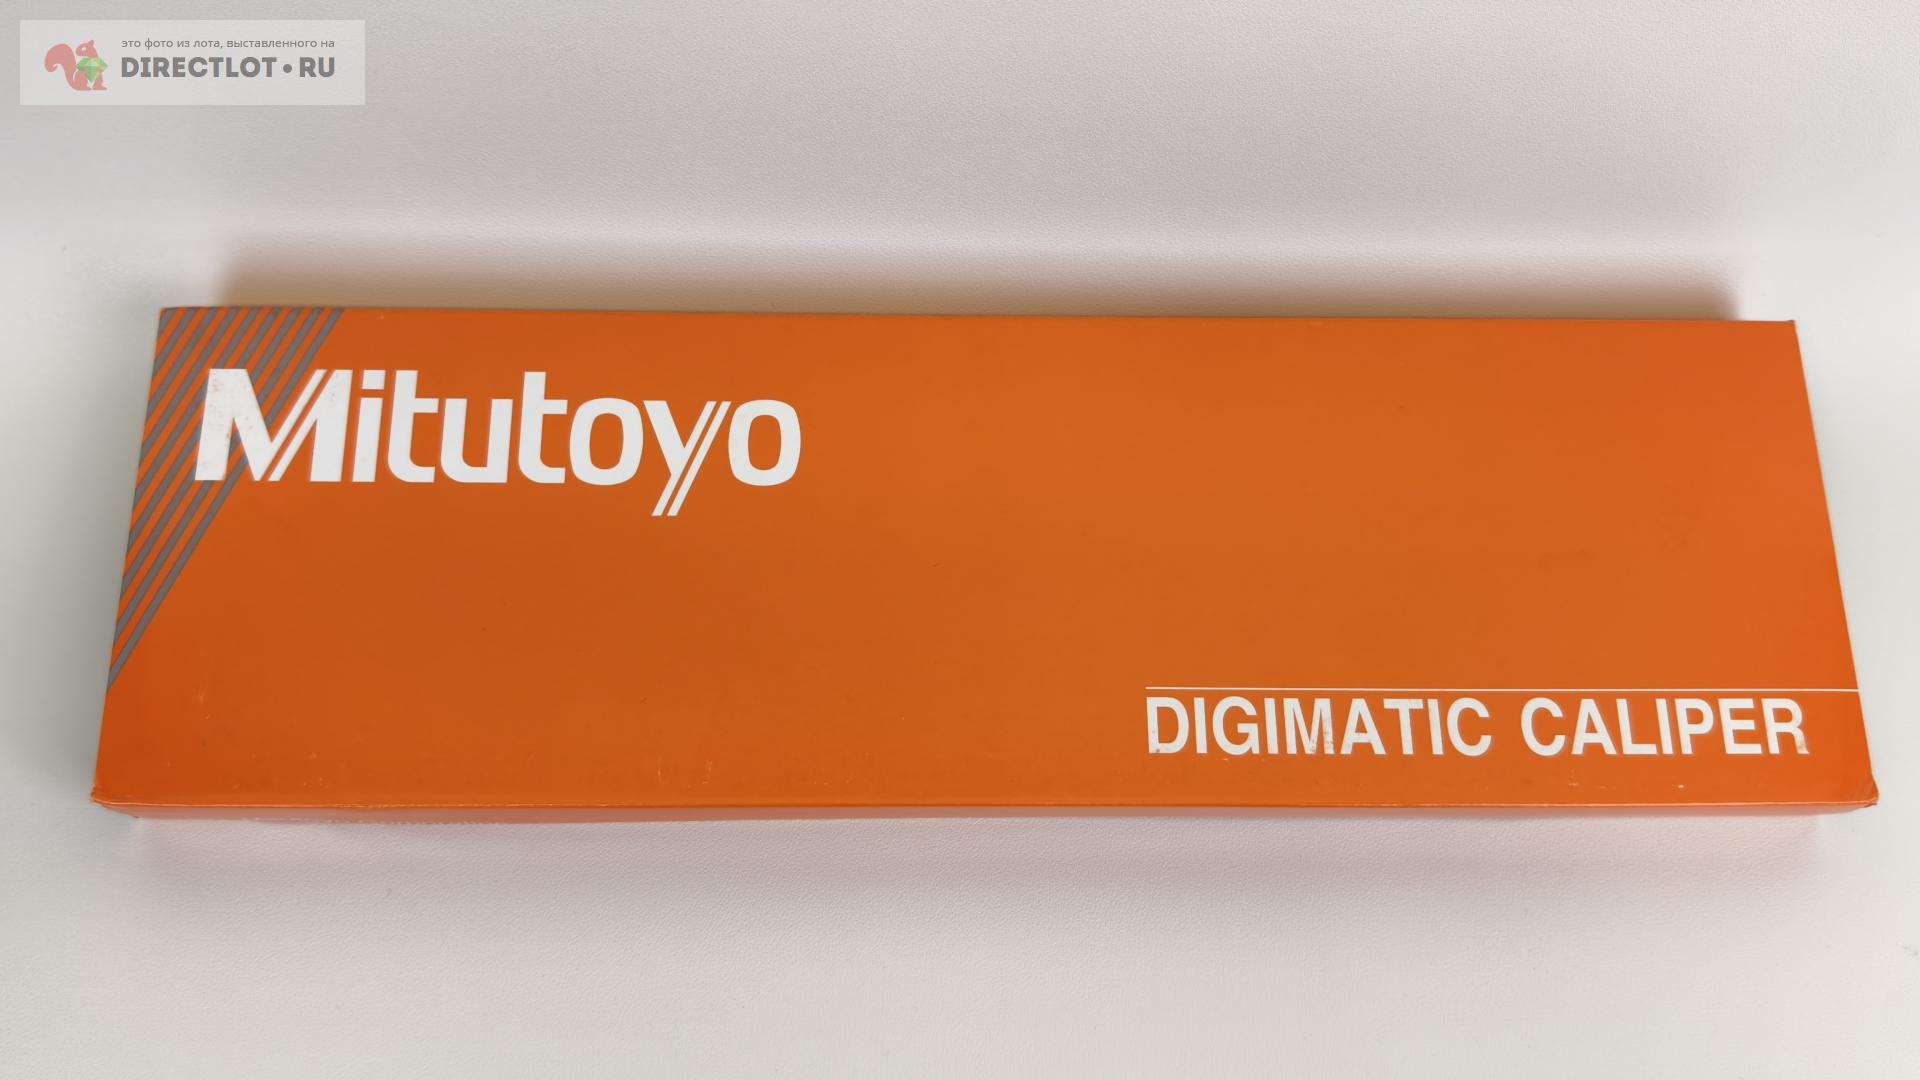 это фото из лота, выставленного на
DIRECTLOT•RU
Mitutoyo
DIGIMATIC CALIPER